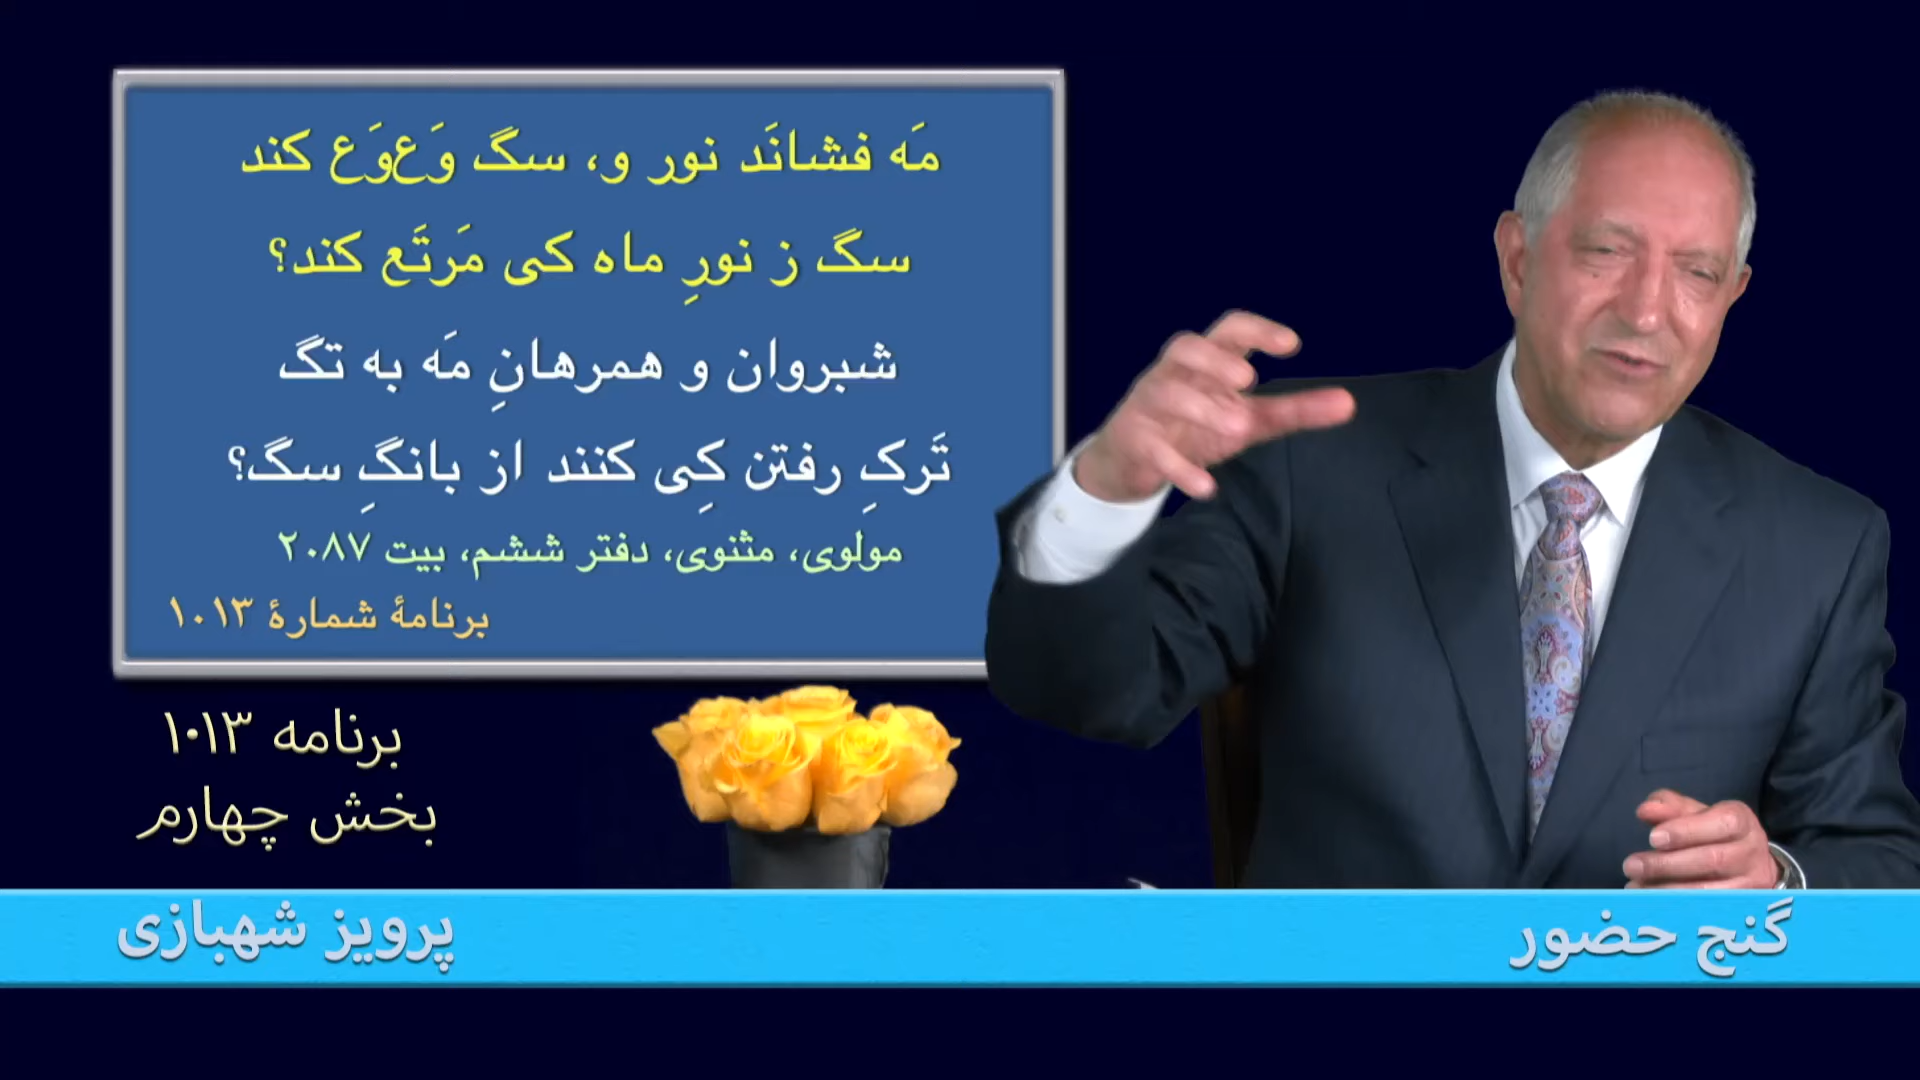 مَه فشانَد نور و، سگ وَع‌وَع کند
سگ ز نورِ ماه کی مَرتَع کند؟
شبروان و همرهانِ مَه به تگ
تَرکِ رفتن کِی کنند از بانگِ سگ؟
مولوی، مثنوی، دفتر ششم، بیت ۲۰۸۷
برنامهٔ شمارهٔ ۱۰۱۳
برنامه ۱۰۱۳
بخش چهارم
گنج حضور
پرویز شهبازی